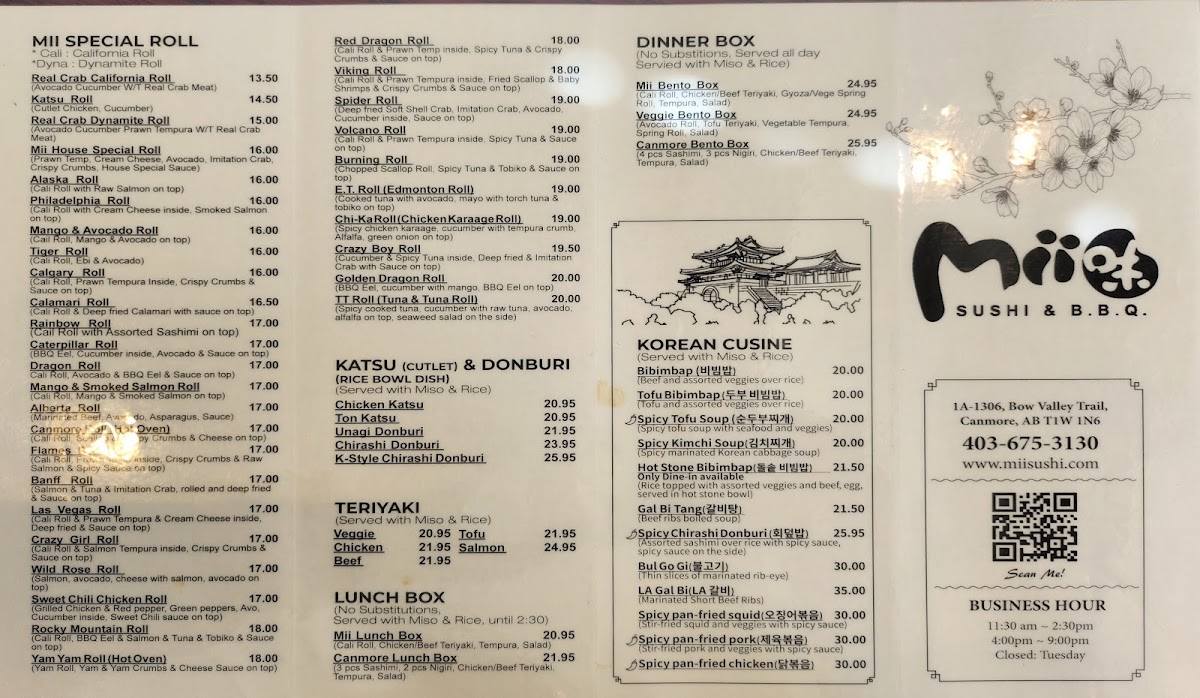 MII SPECIAL ROLL
* Cali : California Roll
*Dyna : Dynamite Roll
Real Crab California Roll 13.50
(Avocado Cucumber W/T Real Crab Meat)
Katsu Roll 14.50
(Cutlet Chicken, Cucumber)
Real Crab Dynamite Roll 15.00
(Avocado Cucumber Prawn Tempura W/T Real Crab
Meat)
Mii House Special Roll 16.00
(Prawn Temp, Cream Cheese, Avocado, Imitation Crab,
Crispy Crumbs, House Special Sauce)
Alaska Roll 16.00
(Cali Roll with Raw Salmon on top)
Philadelphia Roll 16.00
(Cali Roll with Cream Cheese inside, Smoked Salmon
on top)
Mango & Avocado Roll 16.00
(Cail Roll, Mango & Avocado on top)
Tiger Roll 16.00
(Cali Roll, Ebi & Avocado)
Calgary Roll 16.00
(Cali Roll, Prawn Tempura Inside, Crispy Crumbs &
Sauce on top)
Calamari Roll 16.50
(Cali Roll & Deep fried Calamari with sauce on top)
Rainbow Roll 17.00
(Cail Roll with Assorted Sashimi on top)
Caterpillar Roll 17.00
(BBQ Eel, Cucumber inside, Avocado & Sauce on top)
Dragon Roll 17.00
Cali Roll, Avocado & BBQ Eel & Sauce on top)
Mango & Smoked Salmon Roll 17.00
(Cali Roll, Mango & Smoked Salmon on top)
Alberta Roll 17.00
(Marinated Beef, Avocado, Asparagus, Sauce)
Canmore Roll (Hot Oven) 17.00
(Cali Roll, Crispy Crumbs & Cheese on top)
Flames 17.00
(Cali Roll, inside, Crispy Crumbs & Raw
Salmon & Spicy Sauce on top)
Banff Roll 17.00
(Salmon & Tuna & Imitation Crab, rolled and deep fried
& Sauce on top)
Las Vegas Roll 17.00
(Cali Roll & Prawn Tempura & Cream Cheese inside,
Deep fried & Sauce on top)
Crazy Girl Roll 17.00
(Cali Roll & Salmon Tempura inside, Crispy Crumbs &
Sauce on top)
Wild Rose Roll 17.00
(Salmon, avocado, cheese with salmon, avocado on
top)
Sweet Chili Chicken Roll 17.00
(Grilled Chicken & Red pepper, Green peppers, Avo,
Cucumber inside, Sweet Chili sauce on top)
Rocky Mountain Roll 18.00
(Cali Roll, BBQ Eel & Salmon & Tuna & Tobiko & Sauce
on top)
Yam Yam Roll (Hot Oven) 18.00
(Yam Roll, Yam & Yam Crumbs & Cheese Sauce on top)
Red Dragon Roll 18.00
(Cali Roll & Prawn Temp inside, Spicy Tuna & Crispy
Crumbs & Sauce on top)
Viking Roll 18.00
(Cali Roll & Prawn Tempura inside, Fried Scallop & Baby
Shrimps & Crispy Crumbs & Sauce on top)
Spider Roll 19.00
(Deep fried Soft Shell Crab, Imitation Crab, Avocado,
Cucumber inside, Sauce on top)
Volcano Roll 19.00
(Cali Roll & Prawn Tempura inside, Spicy Tuna & Sauce
on top)
Burning Roll 19.00
(Chopped Scallop Roll, Spicy Tuna & Tobiko & Sauce on
top)
E.T. Roll (Edmonton Roll) 19.00
(Cooked tuna with avocado, mayo with torch tuna &
tobiko on top)
Chi-Ka Roll (Chicken Karaage Roll) 19.00
(Spicy chicken karaage, cucumber with tempura crumb,
Alfalfa, green onion on top)
Crazy Boy Roll 19.50
(Cucumber & Spicy Tuna inside, Deep fried & Imitation
Crab with Sauce on top)
Golden Dragon Roll 20.00
(BBQ Eel, cucumber with mango, BBQ Eel on top)
TT Roll (Tuna & Tuna Roll) 20.00
(Spicy cooked tuna, cucumber with raw tuna, avocado,
alfalfa on top, seaweed salad on the side)
KATSU (CUTLET) & DONBURI
(RICE BOWL DISH)
(Served with Miso & Rice)
Chicken Katsu 20.95
Ton Katsu 20.95
Unagi Donburi 21.95
Chirashi Donburi 23.95
K-Style Chirashi Donburi 25.95
TERIYAKI
(Served with Miso & Rice)
Veggie 20.95 Tofu 21.95
Chicken 21.95 Salmon 24.95
Beef 21.95
LUNCH BOX
(No Substitutions,
Served with Miso & Rice, until 2:30)
Mii Lunch Box 20.95
(Cali Roll, Chicken/Beef Teriyaki, Tempura, Salad)
Canmore Lunch Box 21.95
(3 pcs Sashimi, 2 pcs Nigiri, Chicken/Beef Teriyaki,
Tempura, Salad)
DINNER BOX
(No Substitions, Served all day
Servied with Miso & Rice)
Mii Bento Box 24.95
(Cali Roll, Chicken/Beef Teriyaki, Gyoza/Vege Spring
Roll, Tempura, Salad)
Veggie Bento Box 24.95
(Avocado Roll, Tofu Teriyaki, Vegetable Tempura,
Spring Roll, Salad)
Canmore Bento Box 25.95
(4 pcs Sashimi, 3 pcs Nigiri, Chicken/Beef Teriyaki,
Tempura, Salad)
KOREAN CUSINE
(Served with Miso & Rice)
Bibimbap (비빔밥) 20.00
(Beef and assorted veggies over rice)
Tofu Bibimbap (두부 비빔밥) 20.00
(Tofu and assorted veggies over rice)
Spicy Tofu Soup (순두부찌개) 20.00
(Spicy tofu soup with seafood and veggies)
Spicy Kimchi Soup(김치찌개) 20.00
(Spicy marinated Korean cabbage soup)
Hot Stone Bibimbap(돌솥 비빔밥) 21.50
Only Dine-in available
(Rice topped with assorted veggies and beef, egg,
served in hot stone bowl)
Gal Bi Tang(갈비탕) 21.50
(Beef ribs boiled soup)
Spicy Chirashi Donburi (회덮밥) 25.95
(Assorted sashimi over rice with spicy sauce,
spicy sauce on the side)
Bul Go Gi(불고기) 30.00
(Thin slices of marinated rib-eye)
LA Gal Bi(LA 갈비) 35.00
(Marinated Short Beef Ribs)
Spicy pan-fried squid(오징어볶음) 30.00
(Stir-fried squid and veggies with spicy sauce)
Spicy pan-fried pork(제육볶음) 30.00
(Stir-fried pork and veggies with spicy sauce)
Spicy pan-fried chicken(닭볶음) 30.00
Mii味
SUSHI & B.B.Q.
1A-1306, Bow Valley Trail,
Canmore, AB T1W 1N6
403-675-3130
www.miisushi.com
Scan Me!
BUSINESS HOUR
11:30 am ~ 2:30pm
4:00pm ~ 9:00pm
Closed: Tuesday